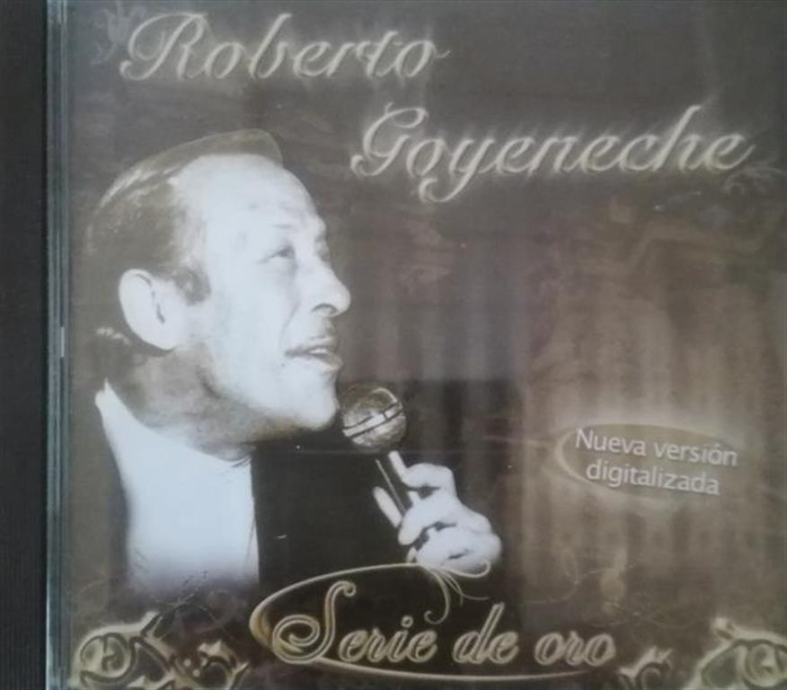 Roberto
Goyeneche
Nueva versión
digitalizada
Serie de oro